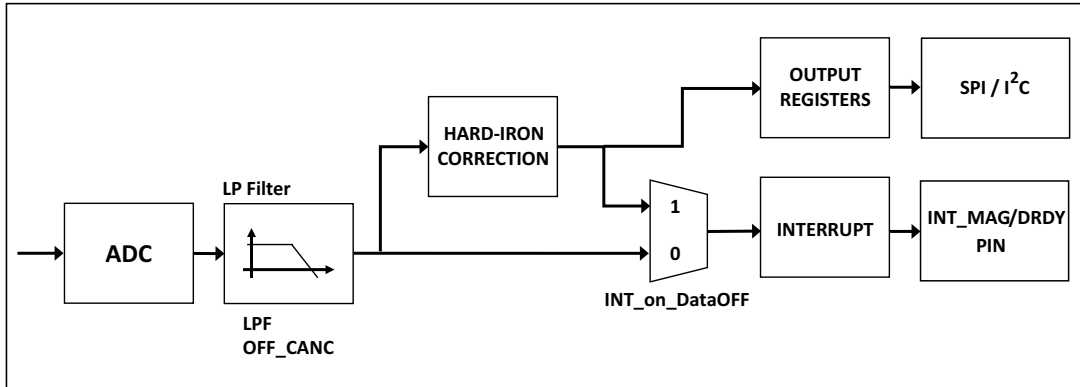 OUTPUT
REGISTERS
SPI / I²C
HARD-IRON
CORRECTION
LP Filter
ADC
1
0
INTERRUPT
INT_MAG/DRDY
PIN
INT_on_DataOFF
LPF
OFF_CANC